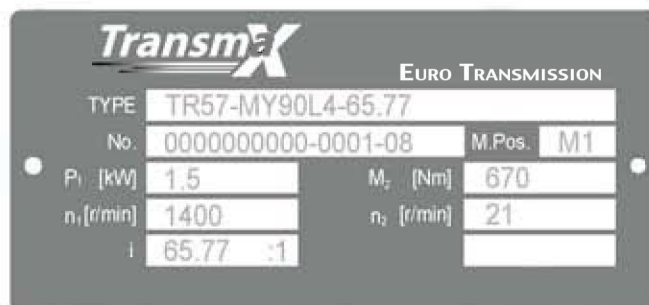 Transmax
EURO TRANSMISSION
TYPE TR57-MY90L4-65.77
No. 0000000000-0001-08 M.Pos. M1
P₁ [kW] 1.5 M₂ [Nm] 670
n₁[r/min] 1400 n₂ [r/min] 21
i 65.77 :1